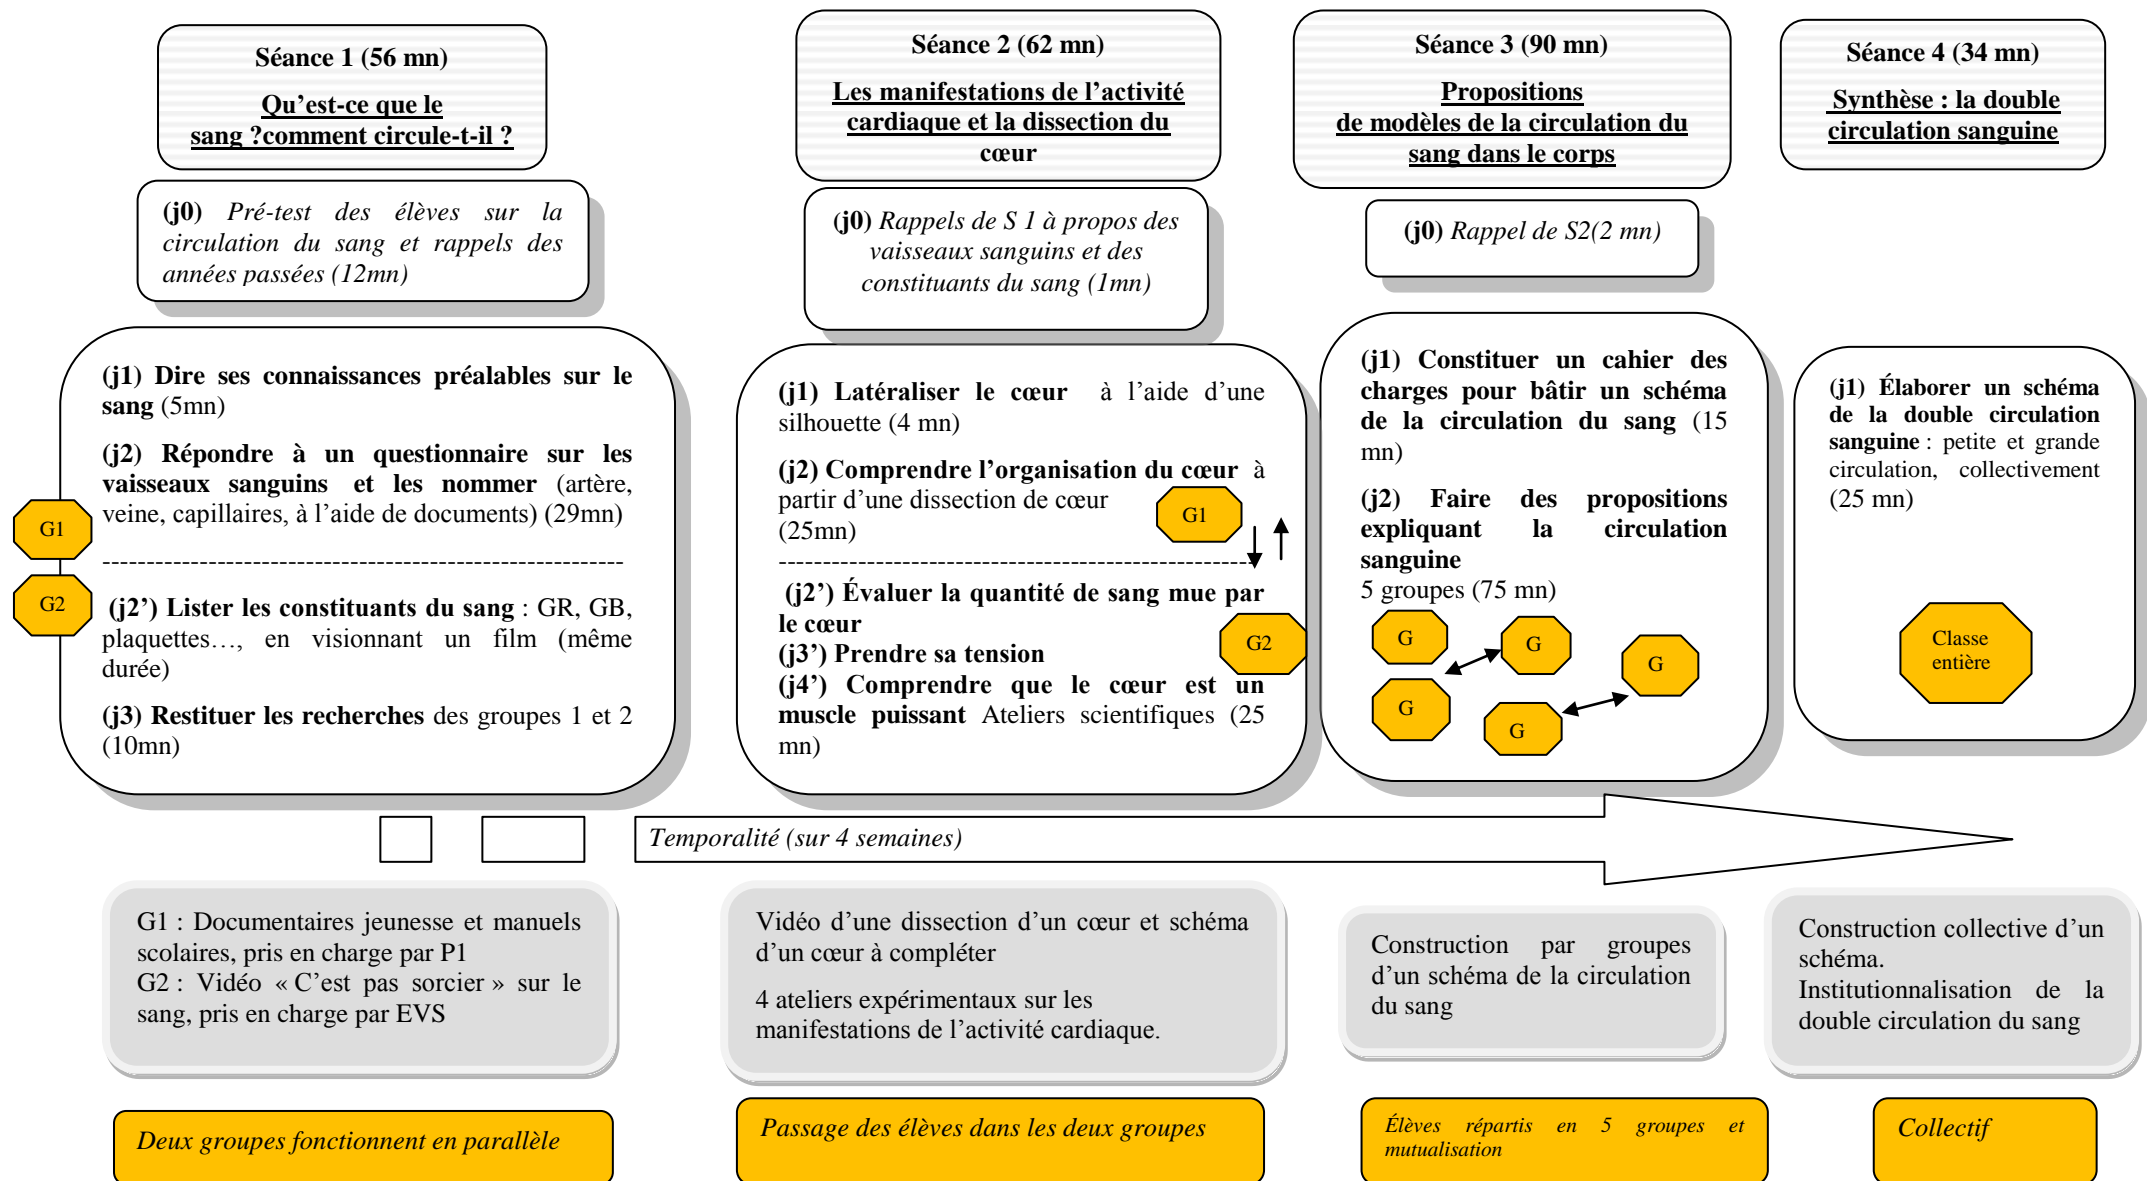 Séance 1 (56 mn)
Qu’est-ce que le
sang ?comment circule-t-il ?
(j0) Pré-test des élèves sur la
circulation du sang et rappels des
années passées (12mn)
(j1) Dire ses connaissances préalables sur le
sang (5mn)
(j2) Répondre à un questionnaire sur les
vaisseaux sanguins et les nommer (artère,
veine, capillaires, à l’aide de documents) (29mn)
G1
----------------------------------------------------------
G2
(j2’) Lister les constituants du sang : GR, GB,
plaquettes…, en visionnant un film (même
durée)
(j3) Restituer les recherches des groupes 1 et 2
(10mn)
Séance 2 (62 mn)
Les manifestations de l’activité
cardiaque et la dissection du
cœur
(j0) Rappels de S 1 à propos des
vaisseaux sanguins et des
constituants du sang (1mn)
(j1) Latéraliser le cœur à l’aide d’une
silhouette (4 mn)
(j2) Comprendre l’organisation du cœur à
partir d’une dissection de cœur
(25mn)
G1
-----------------------------------------------------
(j2’) Évaluer la quantité de sang mue par
le cœur
G2
(j3’) Prendre sa tension
(j4’) Comprendre que le cœur est un
muscle puissant Ateliers scientifiques (25
mn)
Séance 3 (90 mn)
Propositions
de modèles de la circulation du
sang dans le corps
(j0) Rappel de S2(2 mn)
(j1) Constituer un cahier des
charges pour bâtir un schéma
de la circulation du sang (15
mn)
(j2) Faire des propositions
expliquant la circulation
sanguine
5 groupes (75 mn)
G
G
G
G
G
Séance 4 (34 mn)
Synthèse : la double
circulation sanguine
(j1) Élaborer un schéma
de la double circulation
sanguine : petite et grande
circulation, collectivement
(25 mn)
Classe
entière
Temporalité (sur 4 semaines)
G1 : Documentaires jeunesse et manuels
scolaires, pris en charge par P1
G2 : Vidéo « C’est pas sorcier » sur le
sang, pris en charge par EVS
Vidéo d’une dissection d’un cœur et schéma
d’un cœur à compléter
4 ateliers expérimentaux sur les
manifestations de l’activité cardiaque.
Construction par groupes
d’un schéma de la circulation
du sang
Construction collective d’un
schéma.
Institutionnalisation de la
double circulation du sang
Deux groupes fonctionnent en parallèle
Passage des élèves dans les deux groupes
Élèves répartis en 5 groupes et
mutualisation
Collectif